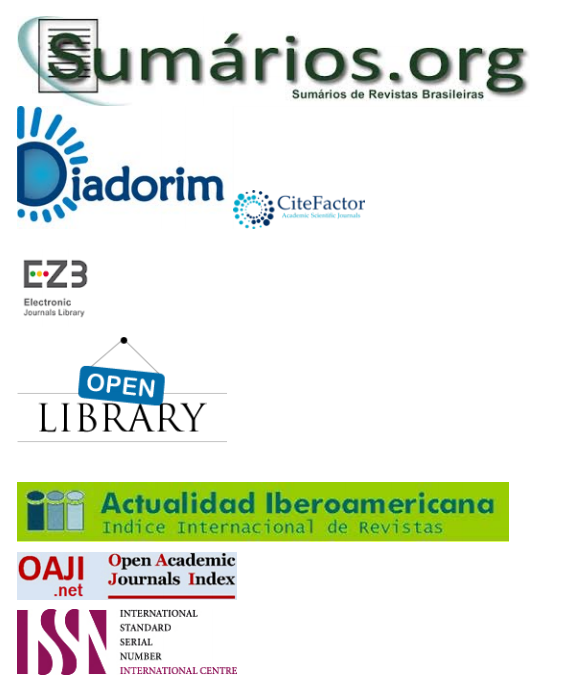 Sumários.org
Sumários de Revistas Brasileiras
Diadorim
CiteFactor
Academic Scientific Journals
EZB
Electronic
Journals Library
OPEN
LIBRARY
Actualidad Iberoamericana
Indice Internacional de Revistas
OAJI
.net
Open Academic
Journals Index
ISSN
INTERNATIONAL
STANDARD
SERIAL
NUMBER
INTERNATIONAL CENTRE